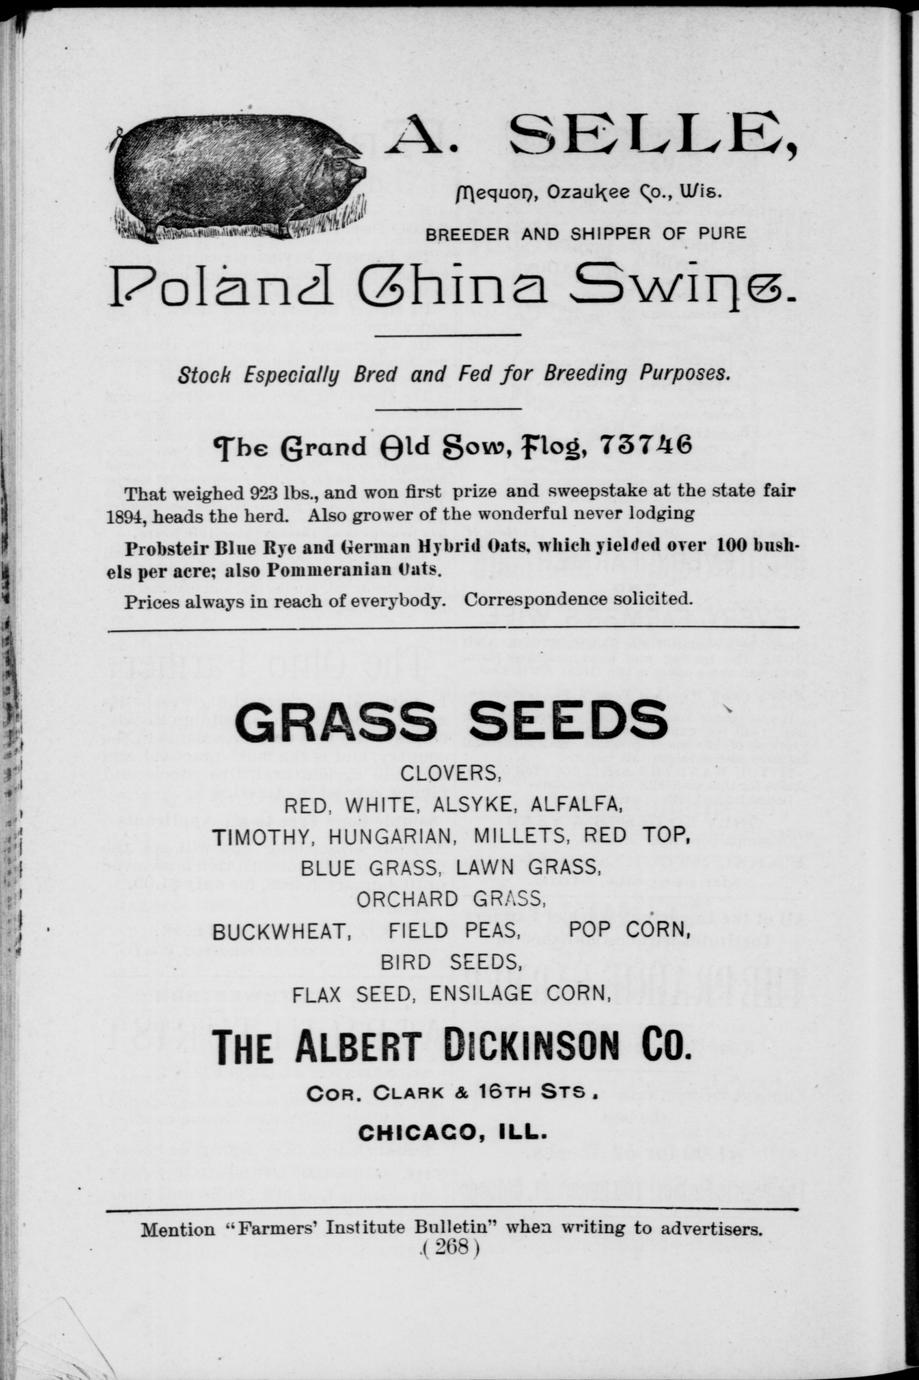 A. SELLE,
Mequon, Ozaukee Co., Wis.
BREEDER AND SHIPPER OF PURE
Poland China Swine.
Stock Especially Bred and Fed for Breeding Purposes.
The Grand Old Sow, Flog, 73746
That weighed 923 lbs., and won first prize and sweepstake at the state fair
1894, heads the herd. Also grower of the wonderful never lodging
Probsteir Blue Rye and German Hybrid Oats, which yielded over 100 bush-
els per acre; also Pommeranian Oats.
Prices always in reach of everybody. Correspondence solicited.
GRASS SEEDS
CLOVERS,
RED, WHITE, ALSYKE, ALFALFA,
TIMOTHY, HUNGARIAN, MILLETS, RED TOP,
BLUE GRASS, LAWN GRASS,
ORCHARD GRASS,
BUCKWHEAT, FIELD PEAS, POP CORN,
BIRD SEEDS,
FLAX SEED, ENSILAGE CORN,
THE ALBERT DICKINSON CO.
COR. CLARK & 16TH STS.
CHICAGO, ILL.
Mention "Farmers' Institute Bulletin" when writing to advertisers.
(268)